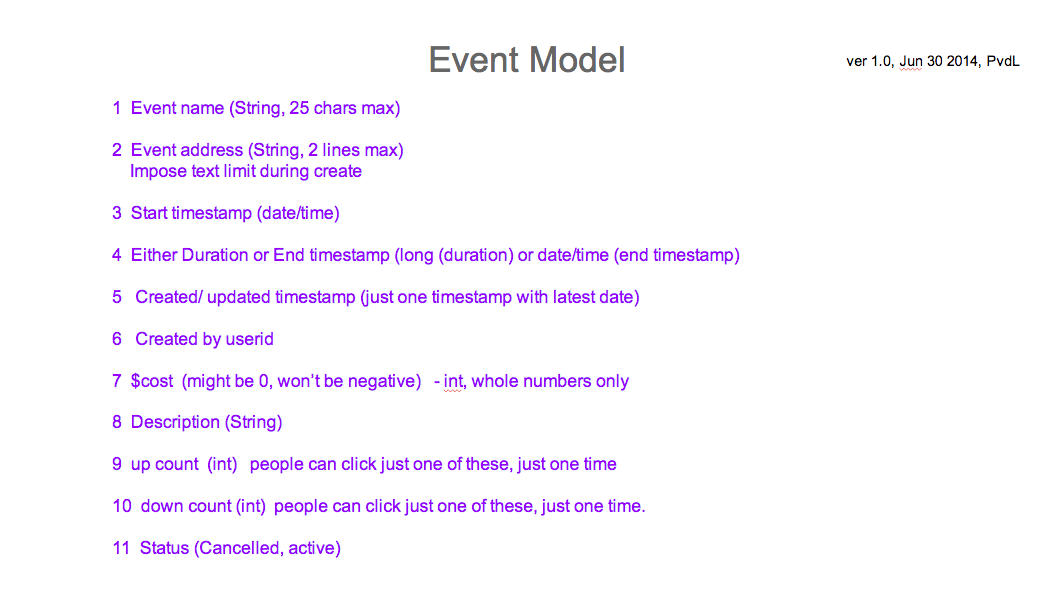 Event Model
ver 1.0, Jun 30 2014, PvdL
1 Event name (String, 25 chars max)
2 Event address (String, 2 lines max)
Impose text limit during create
3 Start timestamp (date/time)
4 Either Duration or End timestamp (long (duration) or date/time (end timestamp)
5 Created/ updated timestamp (just one timestamp with latest date)
6 Created by userid
7 $cost (might be 0, won’t be negative) - int, whole numbers only
8 Description (String)
9 up count (int) people can click just one of these, just one time
10 down count (int) people can click just one of these, just one time.
11 Status (Cancelled, active)